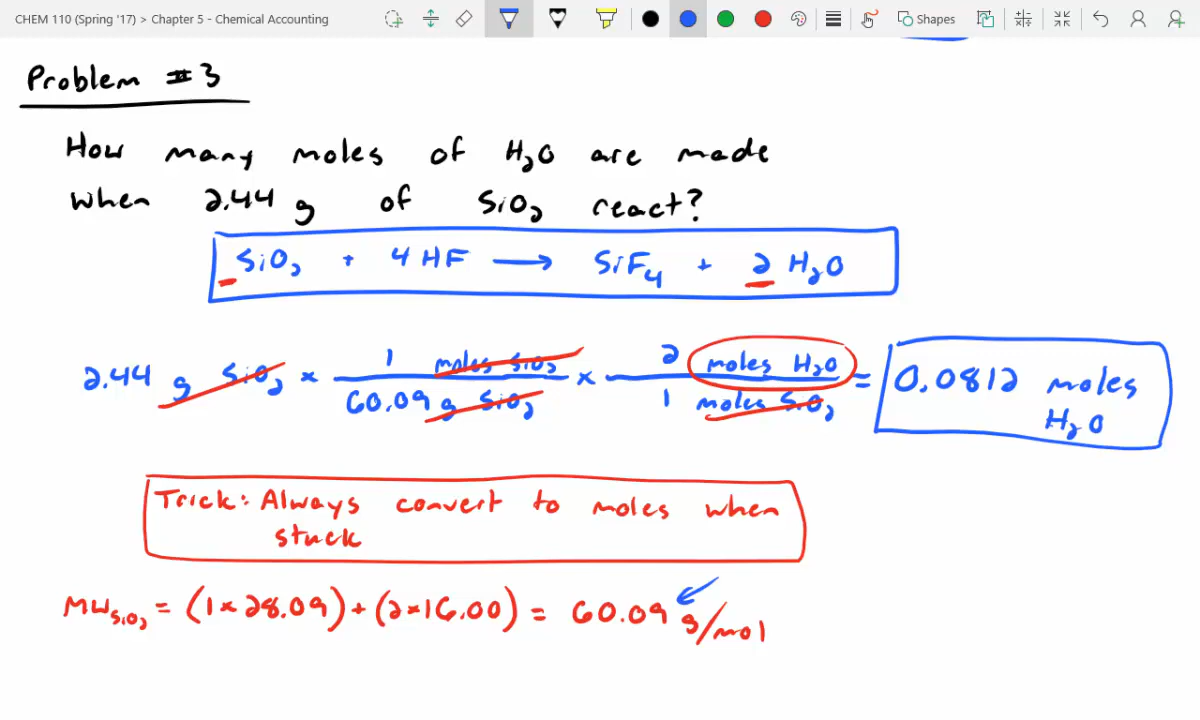 CHEM 110 (Spring '17) > Chapter 5 - Chemical Accounting
Shapes
Problem #3
How many moles of H₂O are made
when 2.44 g of SiO₂ react?
SiO₂ + 4 HF ⟶ SiF₄ + 2 H₂O
2.44 g SiO₂ × 1 moles SiO₂ / 60.09 g SiO₂ × 2 moles H₂O / 1 moles SiO₂ = 0.0812 moles H₂O
Trick: Always convert to moles when
stuck
MW SiO₂ = (1×28.09) + (2×16.00) = 60.09 g/mol